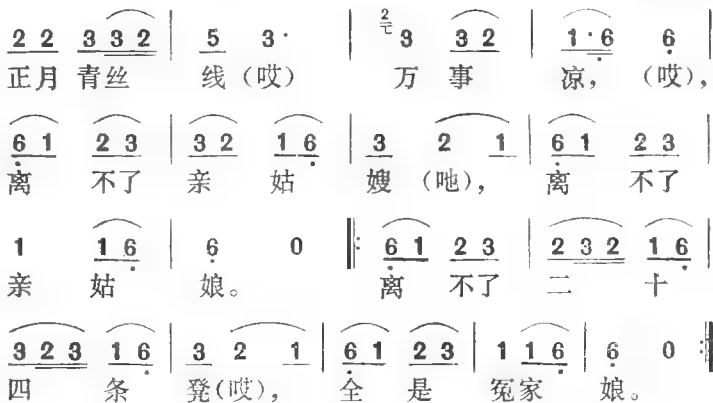 2 2 3 3 2 | 5 3· | 2 3 3 2 | 1·6 6 |
正月 青丝 线（哎） 万 事 凉，（哎），
6 1 2 3 | 3 2 1 6 | 3 2 1 | 6 1 2 3 |
离 不了 亲 姑 嫂（吔）， 离 不了
1 1 6 | 6 0 ‖: 6 1 2 3 | 2 3 2 1 6 |
亲 姑 娘。 离 不了 二 十
3 2 3 1 6 | 3 2 1 | 6 1 2 3 | 1 1 6 | 6 0 :‖
四 条 凳（哎）， 全 是 冤家 娘。